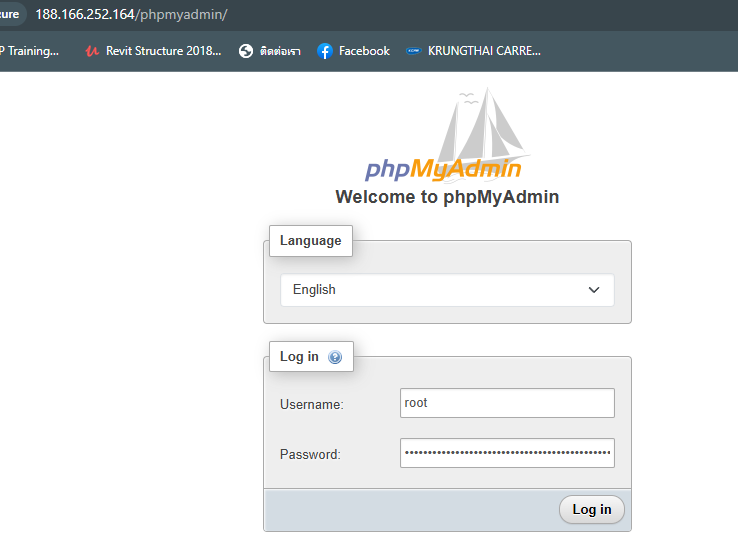 cure 188.166.252.164/phpmyadmin/
P Training... Revit Structure 2018... ติดต่อเรา Facebook KRUNGTHAI CARRE...
phpMyAdmin
Welcome to phpMyAdmin
Language
English
Log in
Username: root
Password: ••••••••••••••••••••••••••••••••••••••••••••
Log in